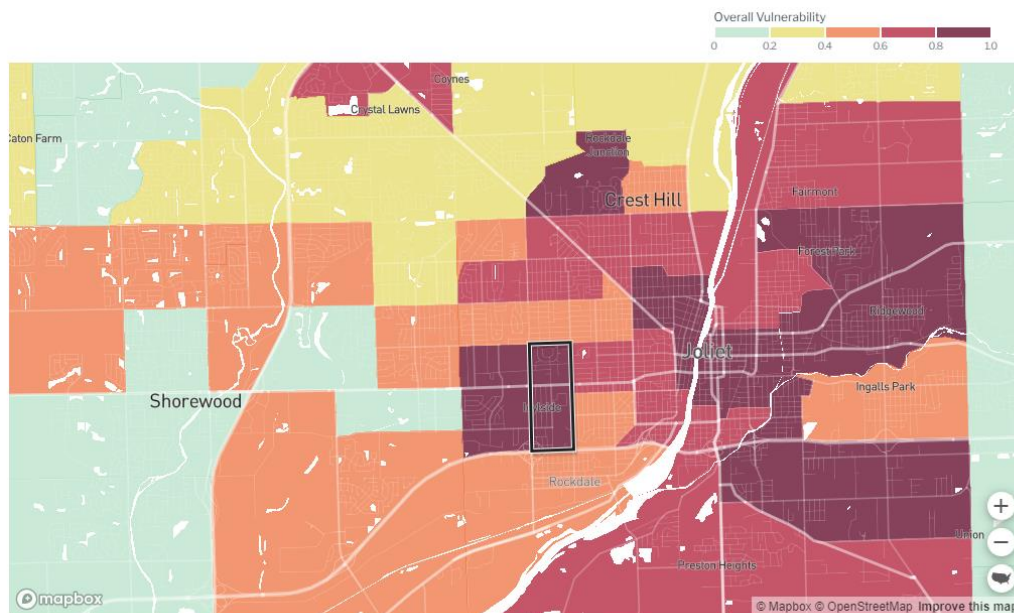 Overall Vulnerability
0 0.2 0.4 0.6 0.8 1.0
Coynes
Crystal Lawns
Caton Farm
Rockdale
Junction
Crest Hill
Fairmont
Forest Park
Ridgewood
Joliet
Ingalls Park
Shorewood
Idylside
Rockdale
Union
Preston Heights
mapbox
© Mapbox © OpenStreetMap Improve this map